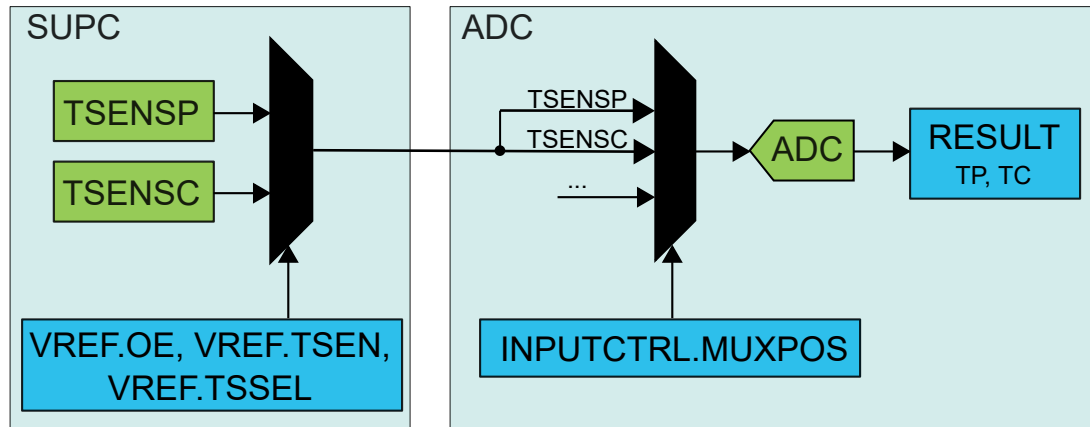 SUPC
TSENSP
TSENSC
VREF.OE, VREF.TSEN,
VREF.TSSEL
ADC
TSENSP
TSENSC
...
ADC
RESULT
TP, TC
INPUTCTRL.MUXPOS